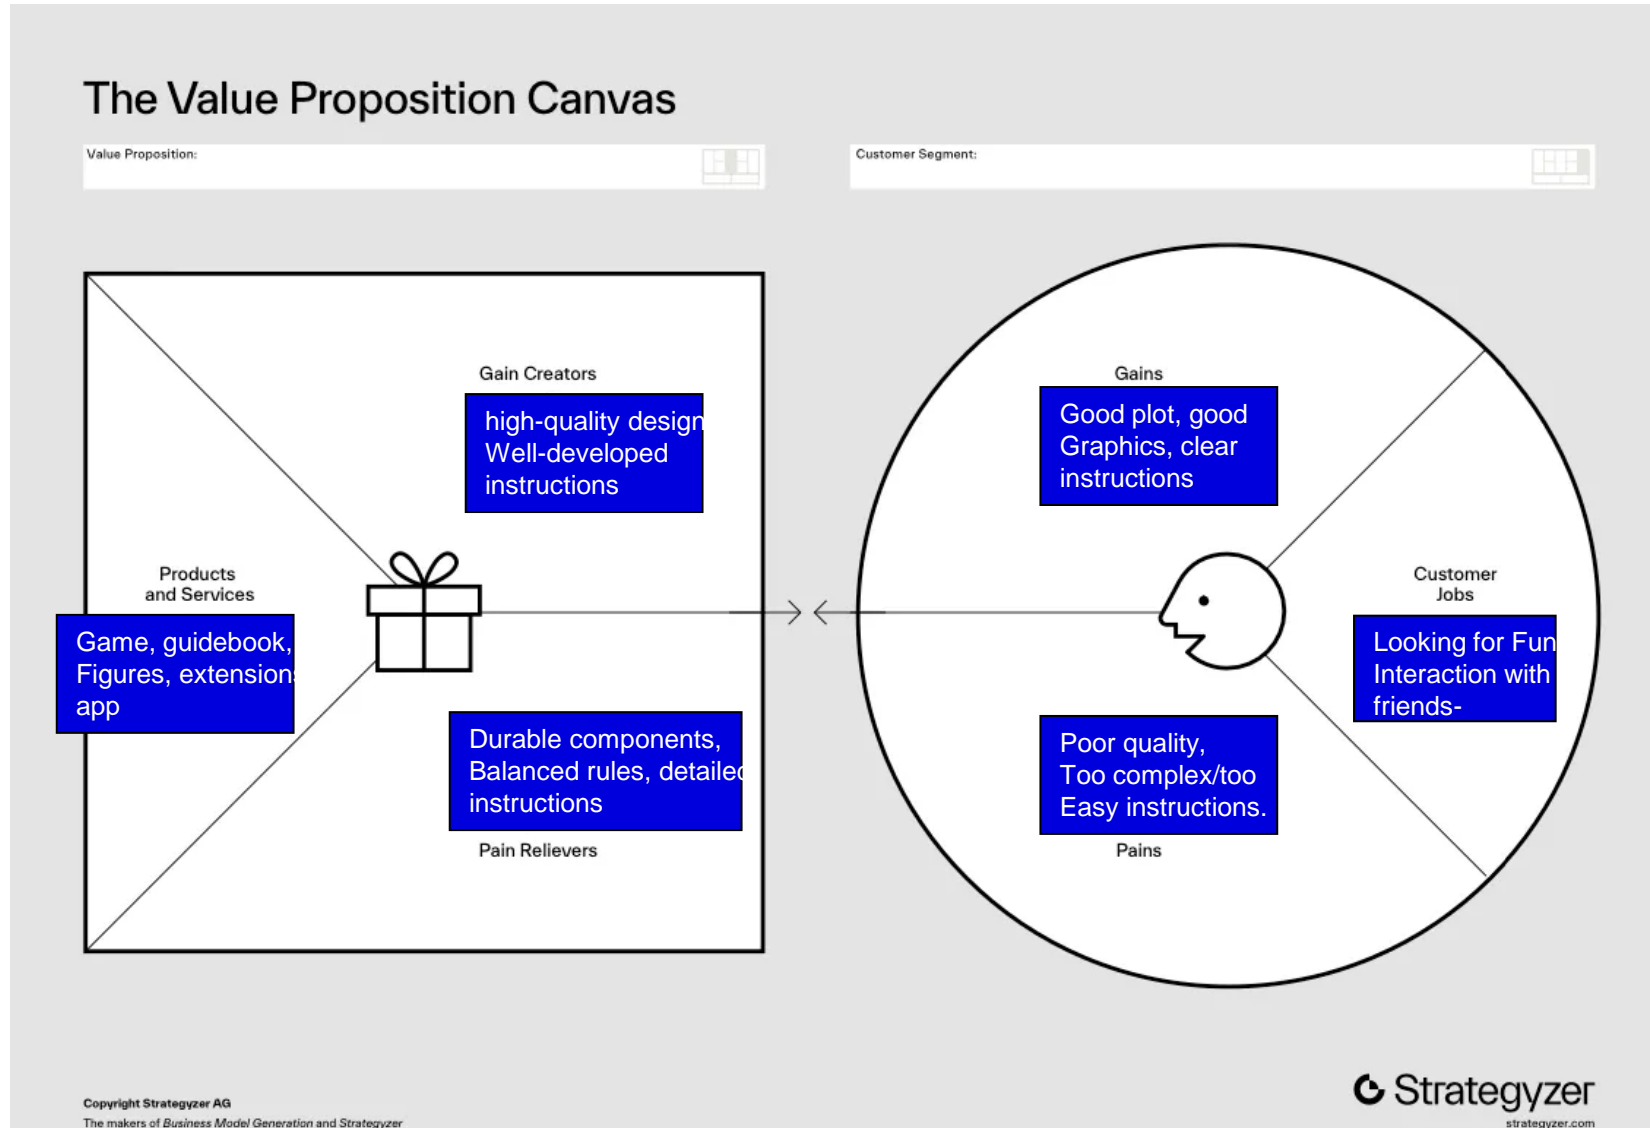 The Value Proposition Canvas
Value Proposition:
Customer Segment:
Gain Creators
high-quality design
Well-developed
instructions
Gains
Good plot, good
Graphics, clear
instructions
Products
and Services
Game, guidebook,
Figures, extensions
app
Customer
Jobs
Looking for Fun
Interaction with
friends-
Durable components,
Balanced rules, detailed
instructions
Pain Relievers
Poor quality,
Too complex/too
Easy instructions.
Pains
Copyright Strategyzer AG
The makers of Business Model Generation and Strategyzer
Strategyzer
strategyzer.com